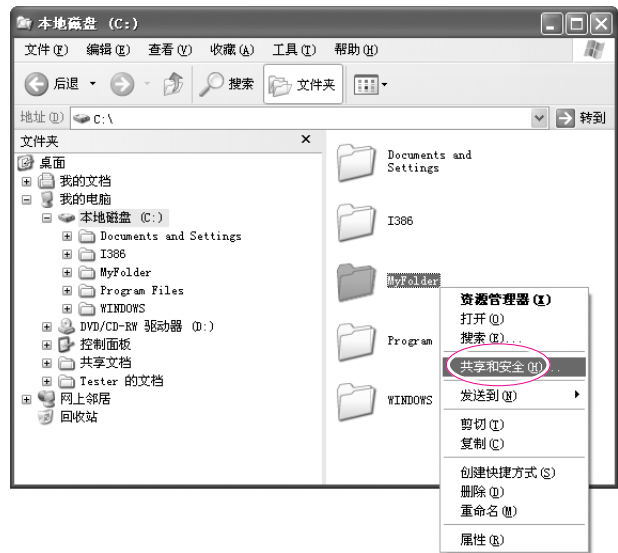 本地磁盘 (C:)
文件(F) 编辑(E) 查看(V) 收藏(A) 工具(T) 帮助(H)
后退 搜索 文件夹
地址(D) C:\ 转到
文件夹 ×
桌面
我的文档
我的电脑
本地磁盘 (C:)
Documents and Settings
I386
MyFolder
Program Files
WINDOWS
DVD/CD-RW 驱动器 (D:)
控制面板
共享文档
Tester 的文档
网上邻居
回收站
Documents and
Settings
I386
MyFolder
Program
WINDOWS
资源管理器(X)
打开(O)
搜索(E)...
共享和安全(H)...
发送到(N)
剪切(T)
复制(C)
创建快捷方式(S)
删除(D)
重命名(M)
属性(R)